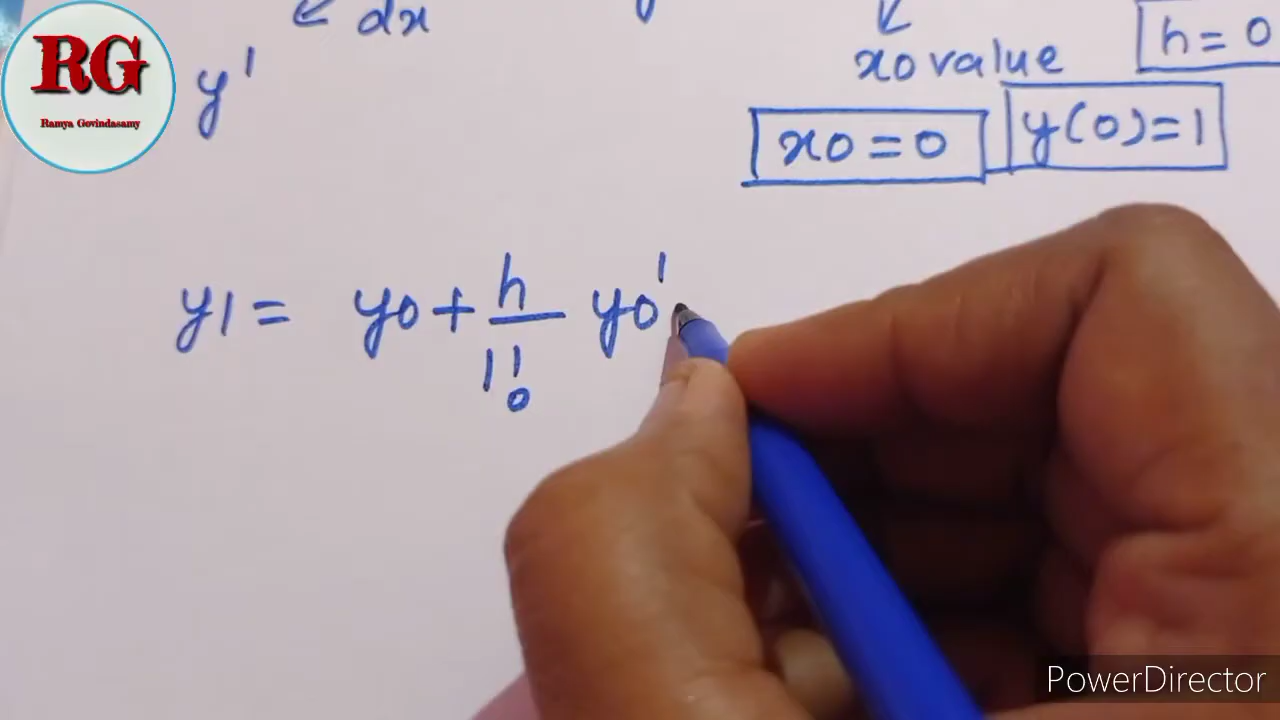 RG
Ramya Govindasamy
dx
y'
x0 value
h = 0
x0 = 0
y(0) = 1
y1 = y0 + h/1! y0'
PowerDirector